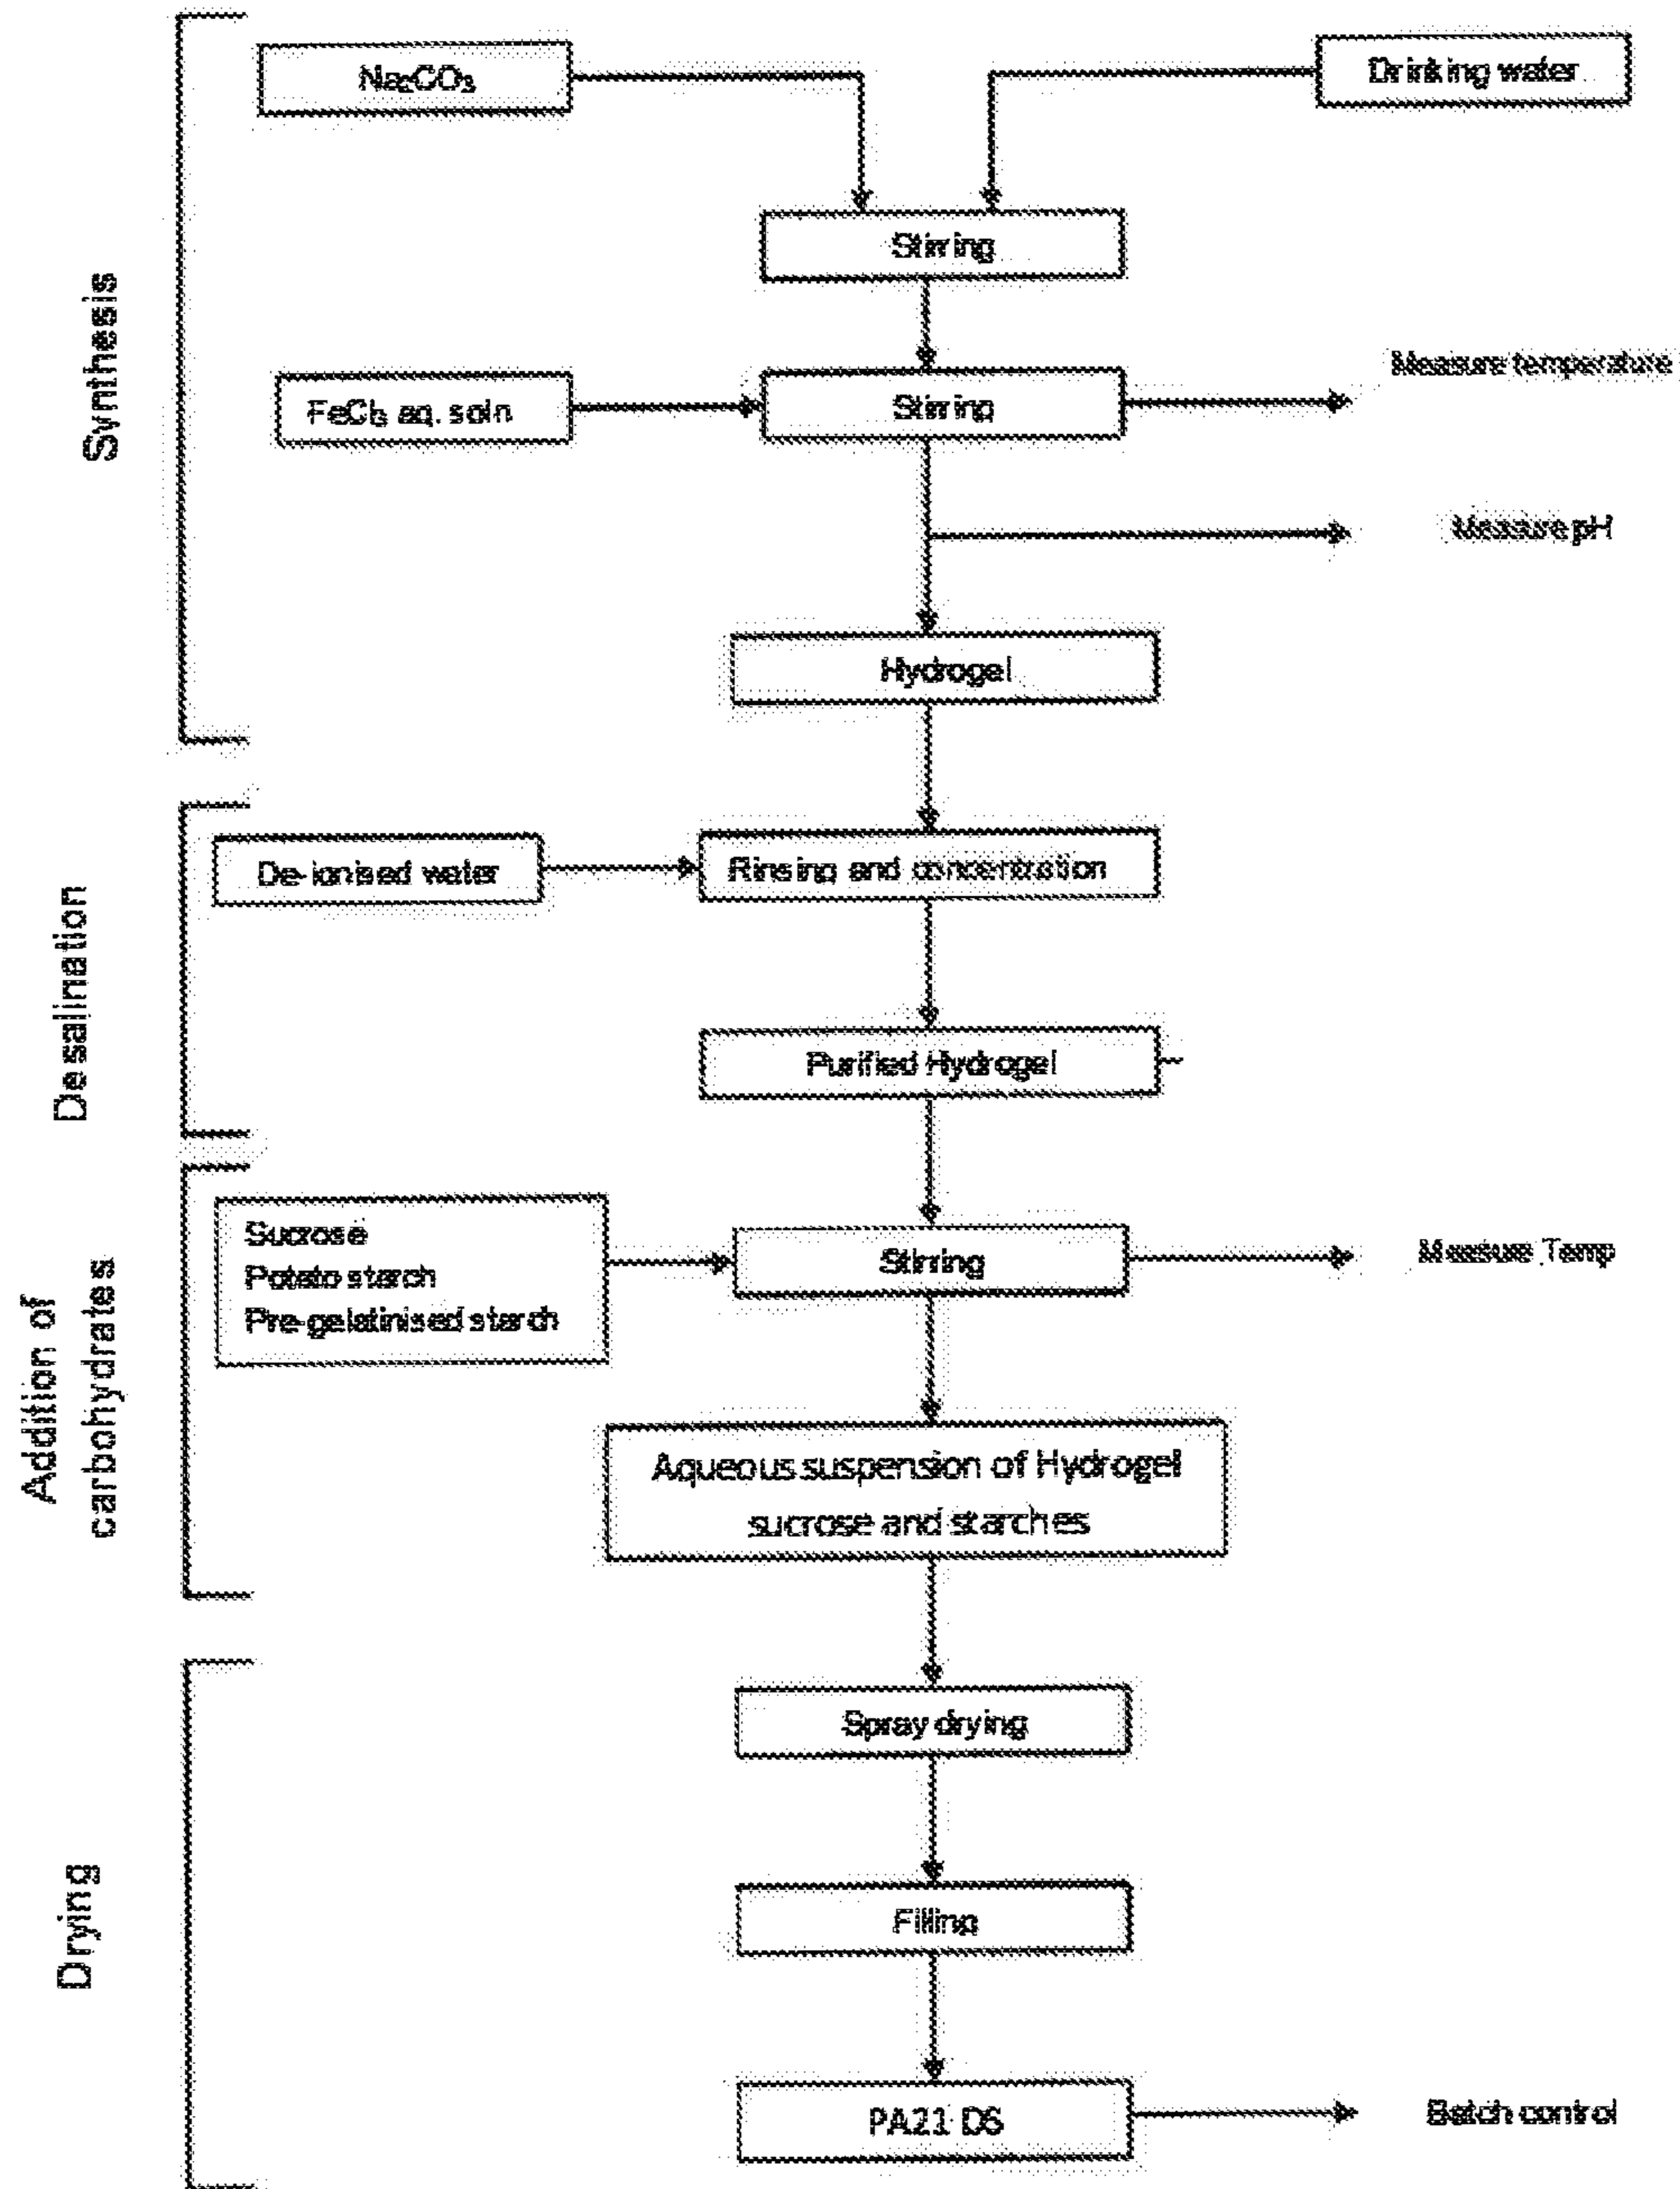 Synthesis
Na₂CO₃
Drinking water
Stirring
Measure temperature
FeCl₃ aq. soln
Stirring
Measure pH
Hydrogel
Desalination
De-ionised water
Rinsing and concentration
Purified Hydrogel
Addition of
carbohydrates
Sucrose
Potato starch
Pre-gelatinised starch
Stirring
Measure Temp
Aqueous suspension of Hydrogel
sucrose and starches
Drying
Spray drying
Filling
PA21 DS
Batch control